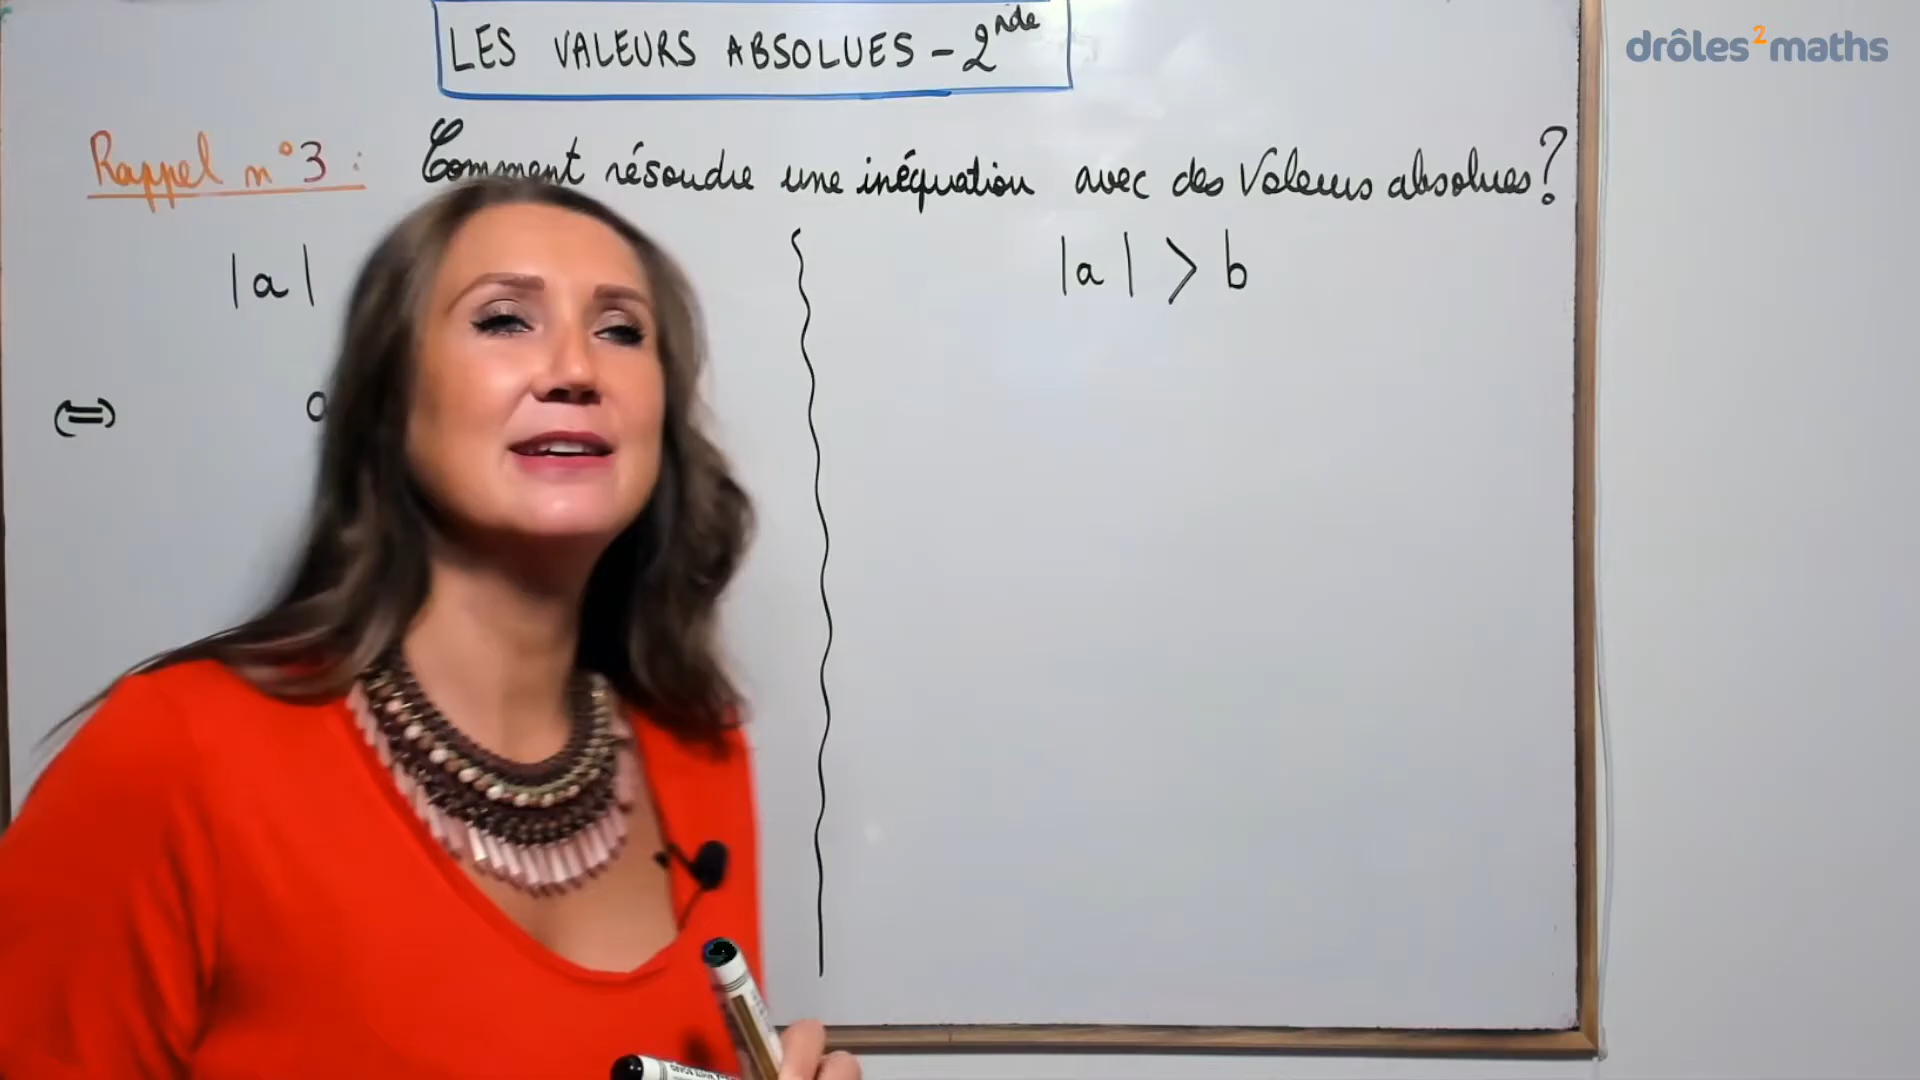 LES VALEURS ABSOLUES - 2nde
drôles2maths
Rappel n°3 : Comment résoudre une inéquation avec des Valeurs absolues ?
|a|
|a| > b
⇔ a